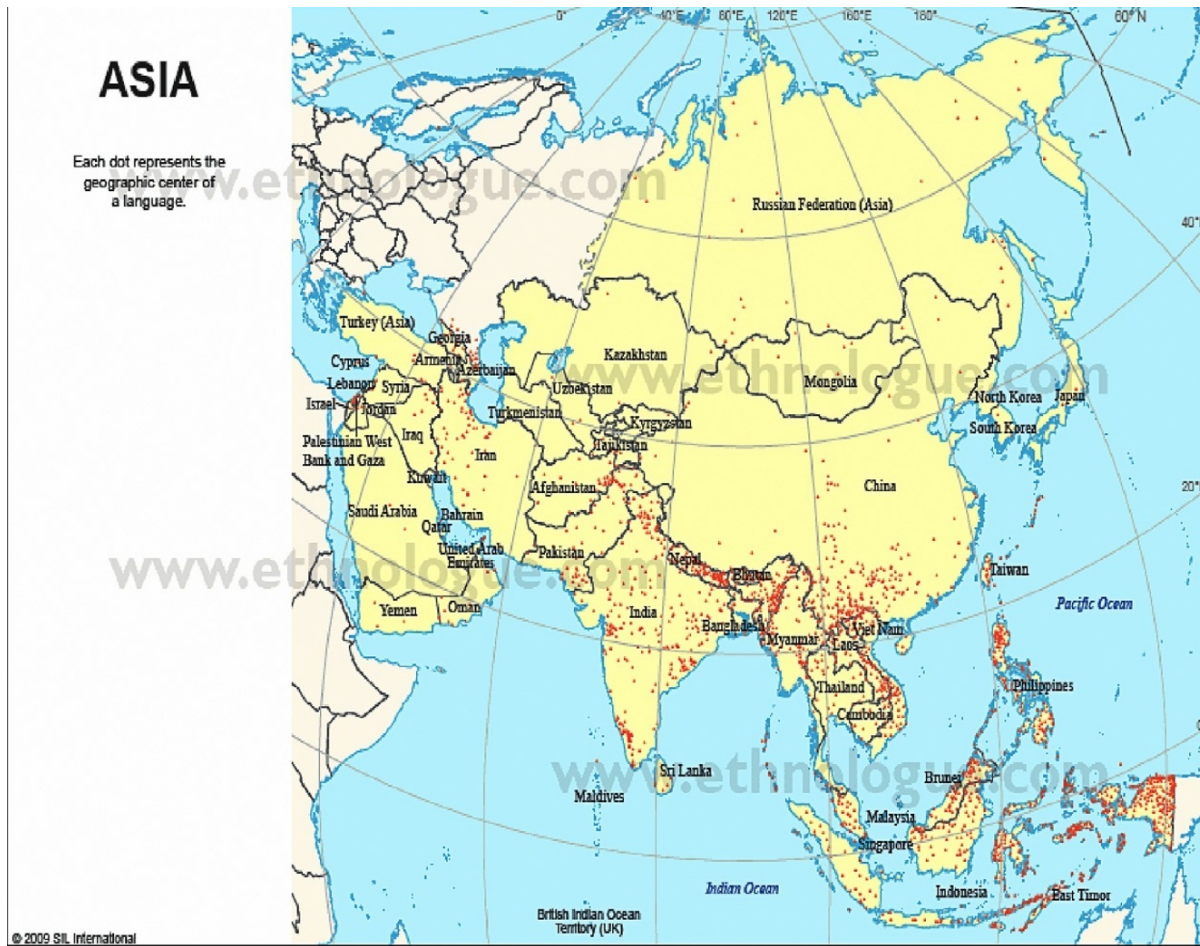 ASIA
Each dot represents the
geographic center of
a language.
0°
40°E
80°E
120°E
160°E
180°
60°N
40°
20°
0
www.ethnologue.com
Russian Federation (Asia)
Turkey (Asia)
Georgia
Armenia
Azerbaijan
Kazakhstan
www.ethnologue.com
Mongolia
Cyprus
Lebanon
Syria
Uzbekistan
Turkmenistan
Kyrgyzstan
North Korea
Japan
Israel
Jordan
Iraq
Iran
Tajikistan
South Korea
Palestinian West
Bank and Gaza
Kuwait
Afghanistan
China
Saudi Arabia
Bahrain
Qatar
United Arab
Emirates
Pakistan
Nepal
Bhutan
www.ethnologue.com
Taiwan
Yemen
Oman
India
Bangladesh
Myanmar
Viet Nam
Laos
Pacific Ocean
Thailand
Cambodia
Philippines
Sri Lanka
www.ethnologue.com
Brunei
Maldives
Malaysia
Singapore
Indian Ocean
Indonesia
East Timor
British Indian Ocean
Territory (UK)
© 2009 SIL International